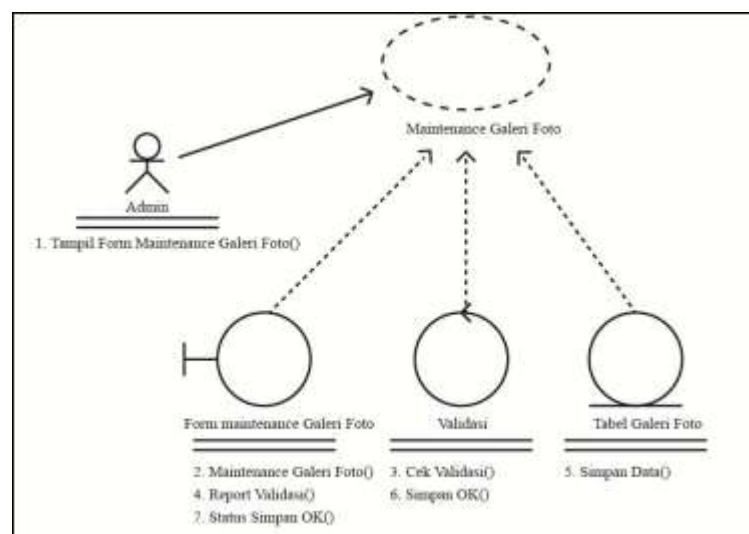 Maintenance Galeri Foto
Admin
1. Tampil Form Maintenance Galeri Foto()
Form maintenance Galeri Foto
2. Maintenance Galeri Foto()
4. Report Validasi()
7. Status Simpan OK()
Validasi
3. Cek Validasi()
6. Simpan OK()
Tabel Galeri Foto
5. Simpan Data()